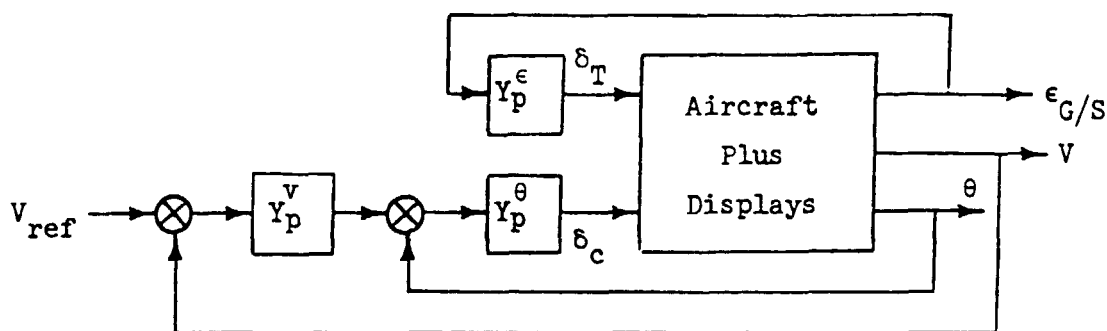 δ_T
Y_p^ϵ
Aircraft
Plus
Displays
ϵ_G/S
V
θ
V_ref
Y_p^v
Y_p^θ
δ_c